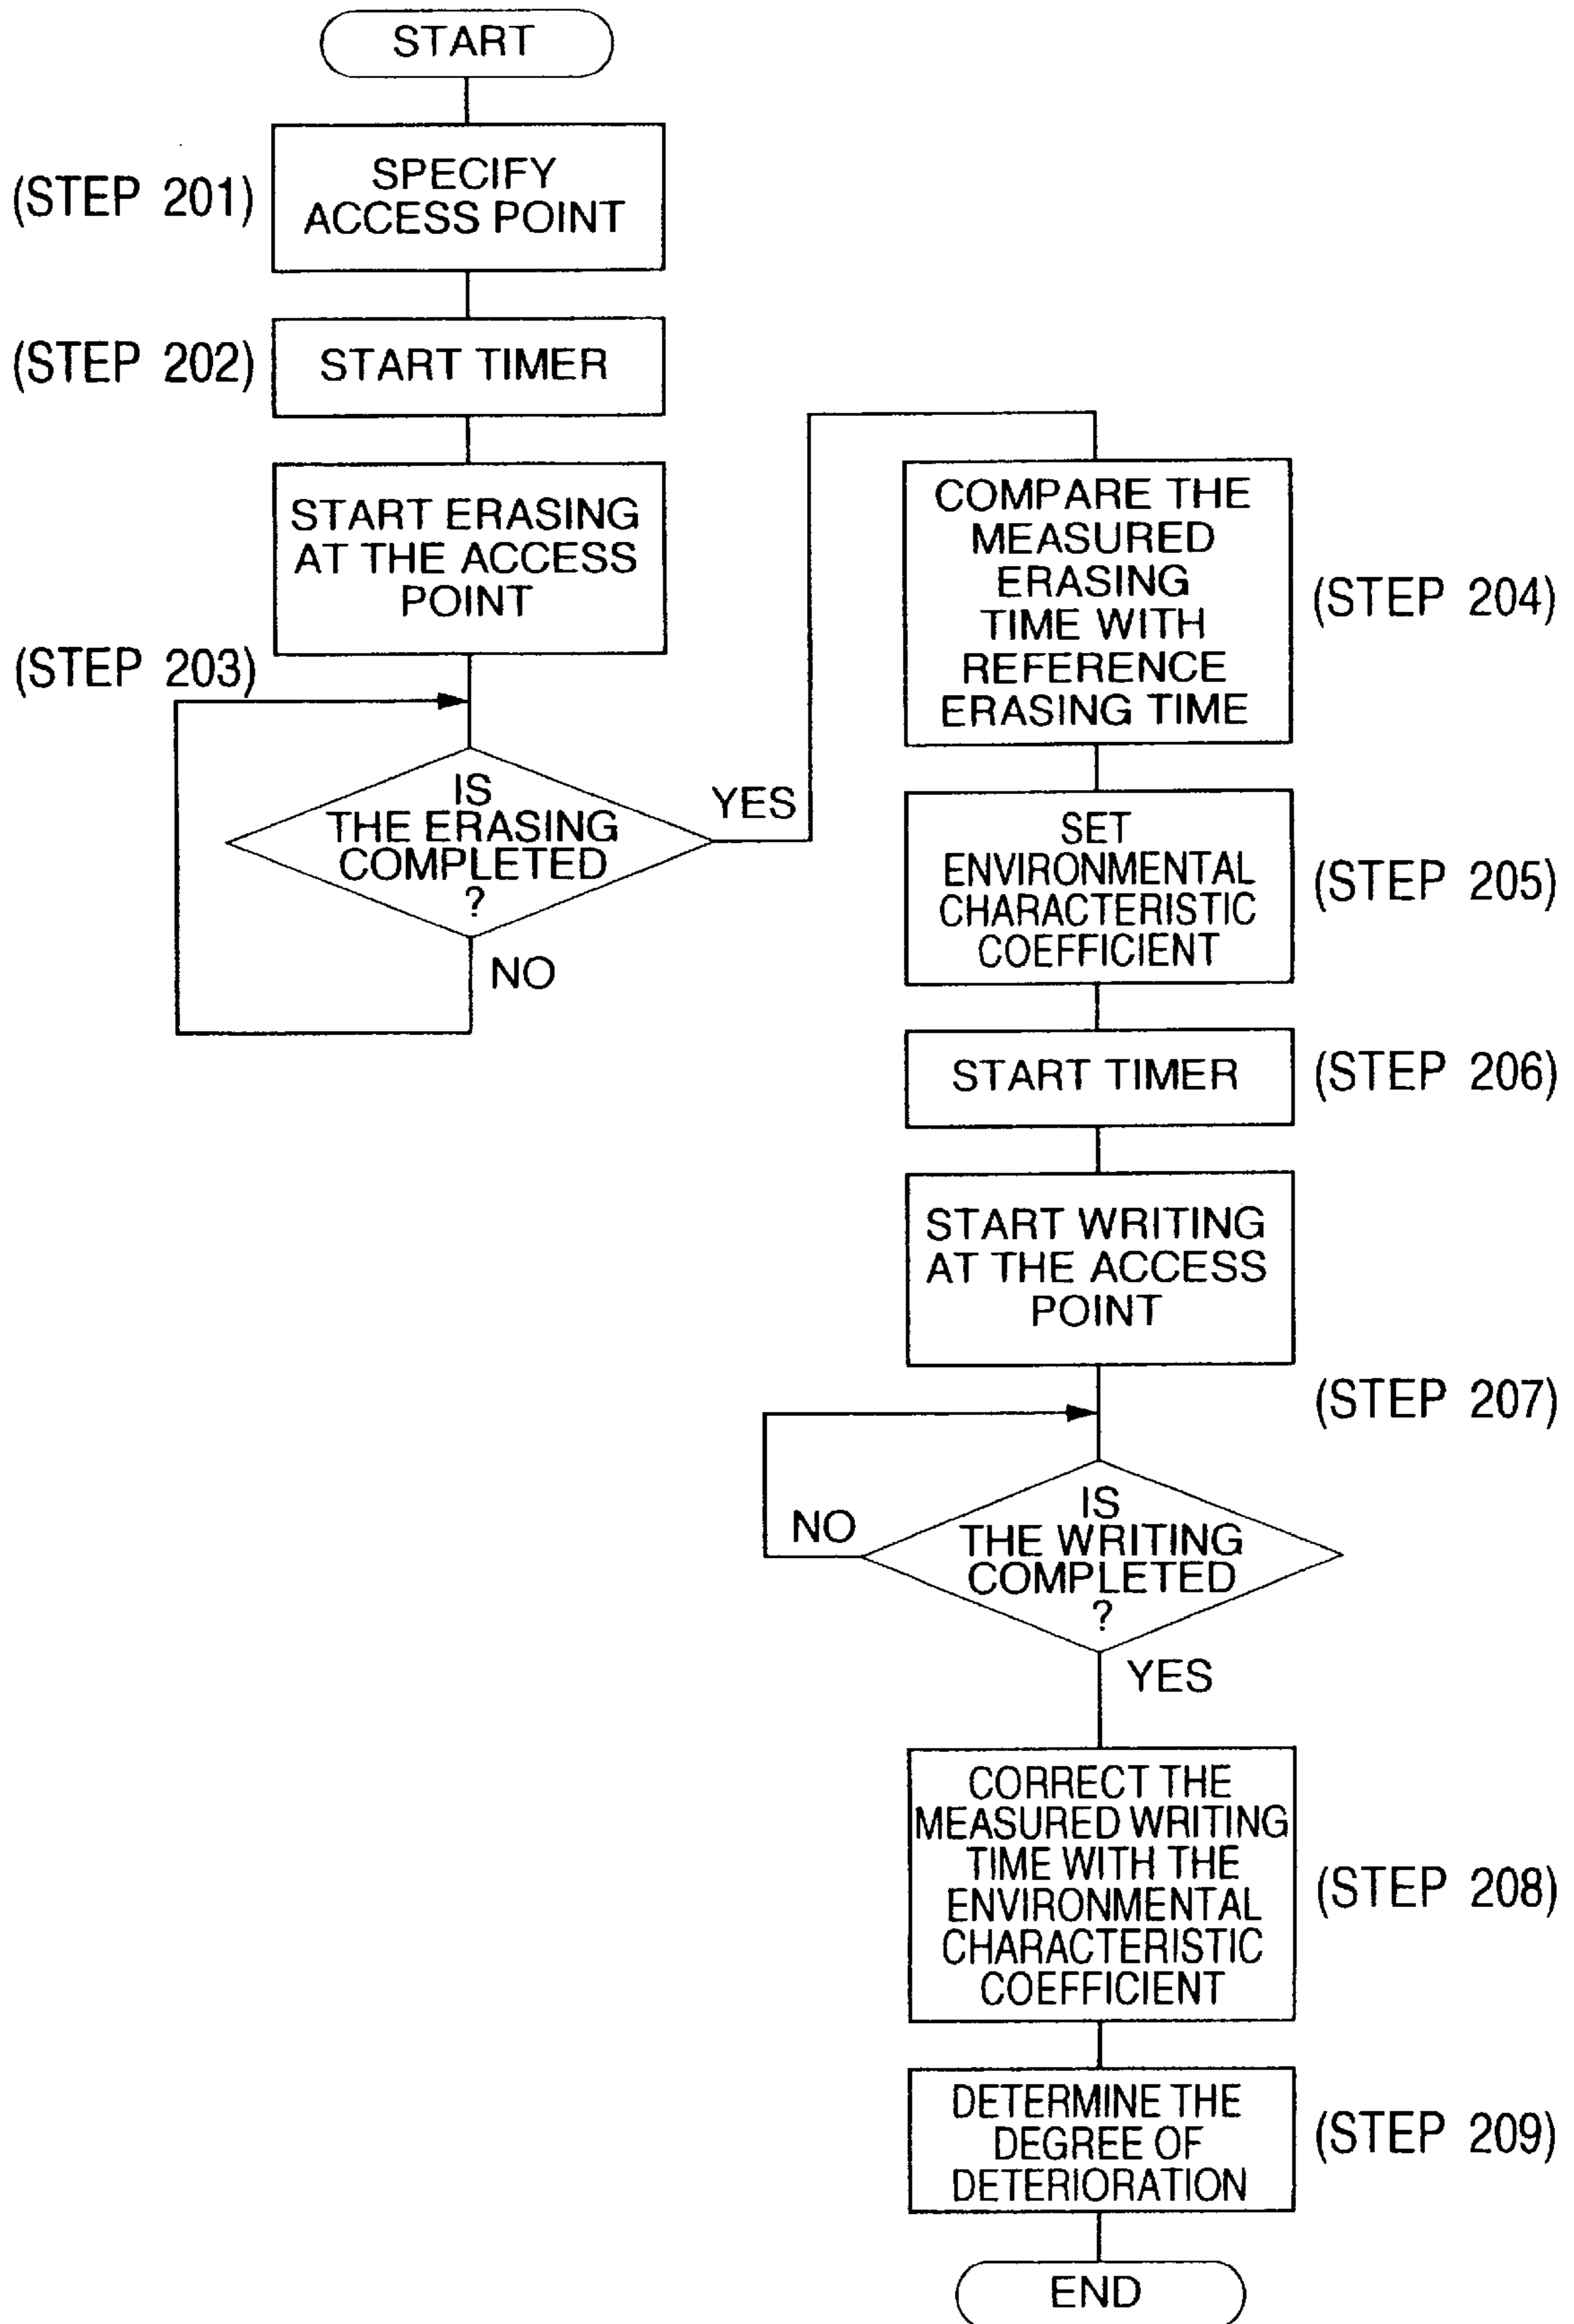 START
(STEP 201)
SPECIFY
ACCESS POINT
(STEP 202)
START TIMER
START ERASING
AT THE ACCESS
POINT
(STEP 203)
IS
THE ERASING
COMPLETED
?
YES
NO
COMPARE THE
MEASURED
ERASING
TIME WITH
REFERENCE
ERASING TIME
(STEP 204)
SET
ENVIRONMENTAL
CHARACTERISTIC
COEFFICIENT
(STEP 205)
START TIMER
(STEP 206)
START WRITING
AT THE ACCESS
POINT
(STEP 207)
IS
THE WRITING
COMPLETED
?
NO
YES
CORRECT THE
MEASURED WRITING
TIME WITH THE
ENVIRONMENTAL
CHARACTERISTIC
COEFFICIENT
(STEP 208)
DETERMINE THE
DEGREE OF
DETERIORATION
(STEP 209)
END